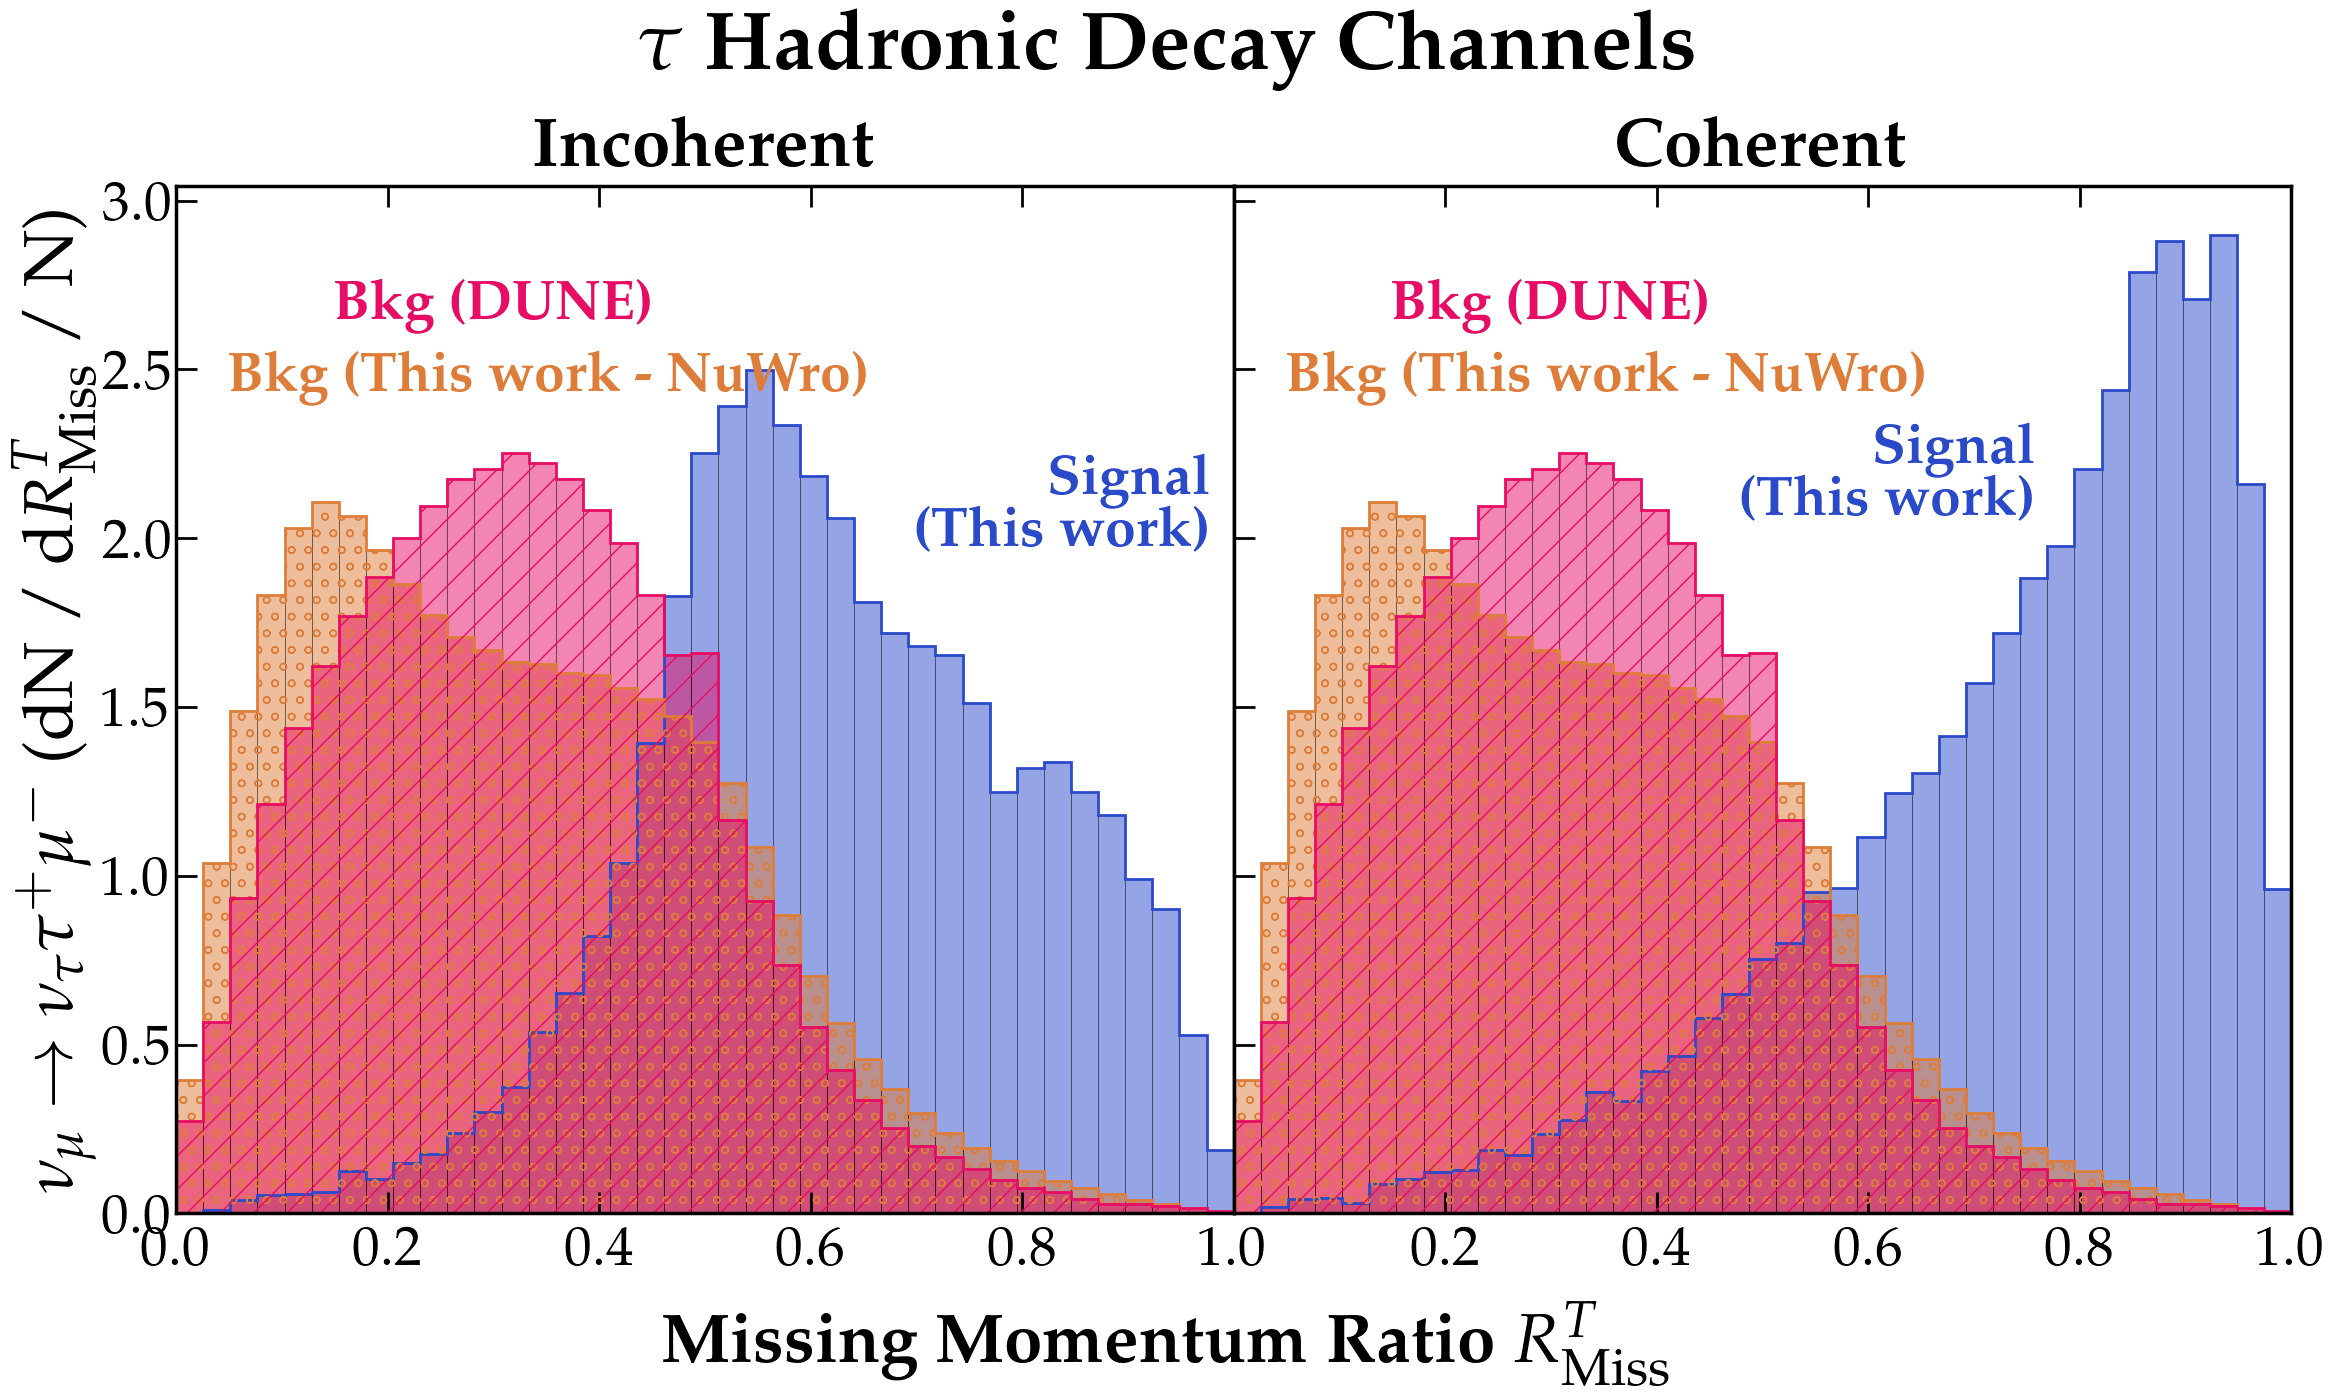 τ Hadronic Decay Channels
Incoherent
Coherent
ν_μ → ν_τ τ⁺ μ⁻ (dN / dR^T_Miss / N)
3.0
2.5
2.0
1.5
1.0
0.5
0.0
Bkg (DUNE)
Bkg (This work - NuWro)
Signal
(This work)
Bkg (DUNE)
Bkg (This work - NuWro)
Signal
(This work)
0.0 0.2 0.4 0.6 0.8 1.0 0.2 0.4 0.6 0.8 1.0
Missing Momentum Ratio R^T_Miss